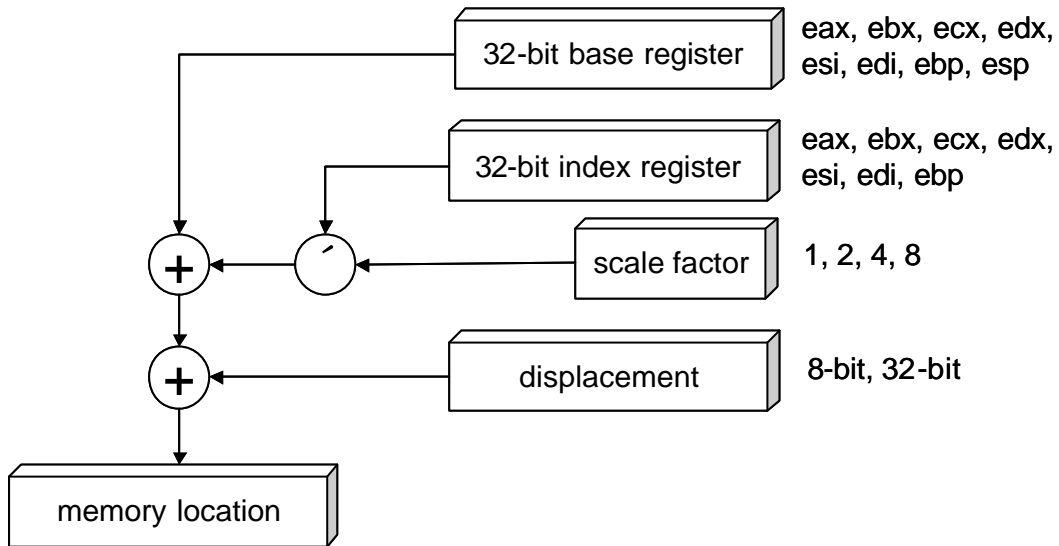 32-bit base register
eax, ebx, ecx, edx,
esi, edi, ebp, esp
32-bit index register
eax, ebx, ecx, edx,
esi, edi, ebp
´
+
scale factor
1, 2, 4, 8
+
displacement
8-bit, 32-bit
memory location